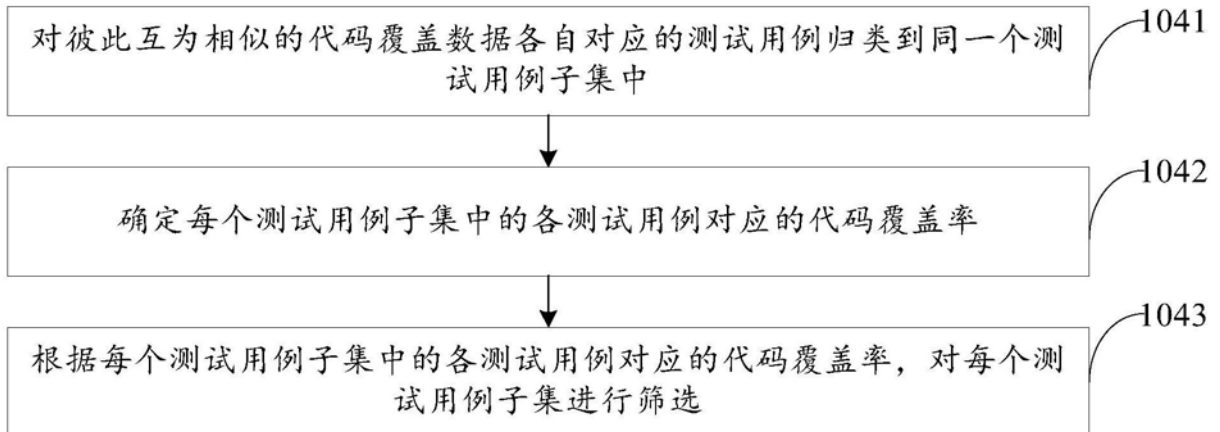 对彼此互为相似的代码覆盖数据各自对应的测试用例归类到同一个测
试用例子集中
1041
确定每个测试用例子集中的各测试用例对应的代码覆盖率
1042
根据每个测试用例子集中的各测试用例对应的代码覆盖率，对每个测
试用例子集进行筛选
1043